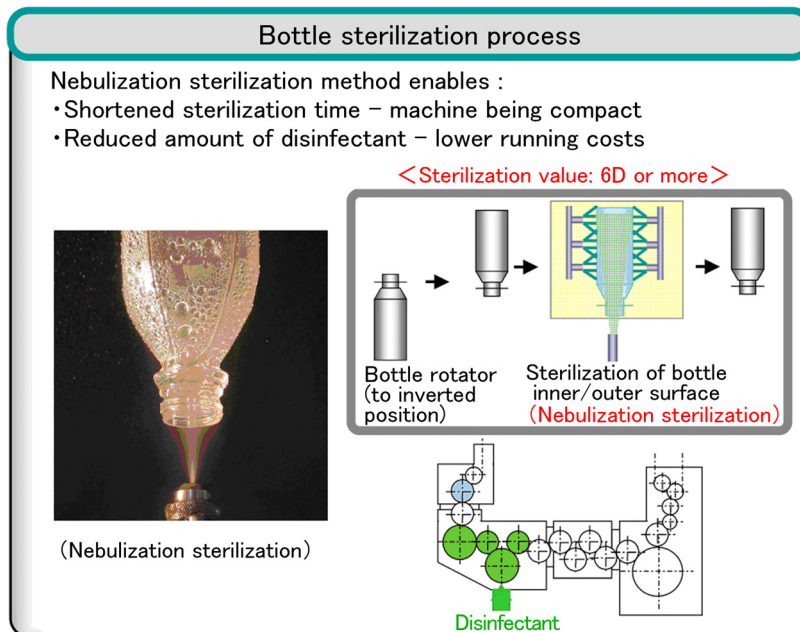 Bottle sterilization process
Nebulization sterilization method enables :
・Shortened sterilization time – machine being compact
・Reduced amount of disinfectant – lower running costs
＜Sterilization value: 6D or more＞
Bottle rotator
(to inverted
position)
Sterilization of bottle
inner/outer surface
(Nebulization sterilization)
(Nebulization sterilization)
Disinfectant